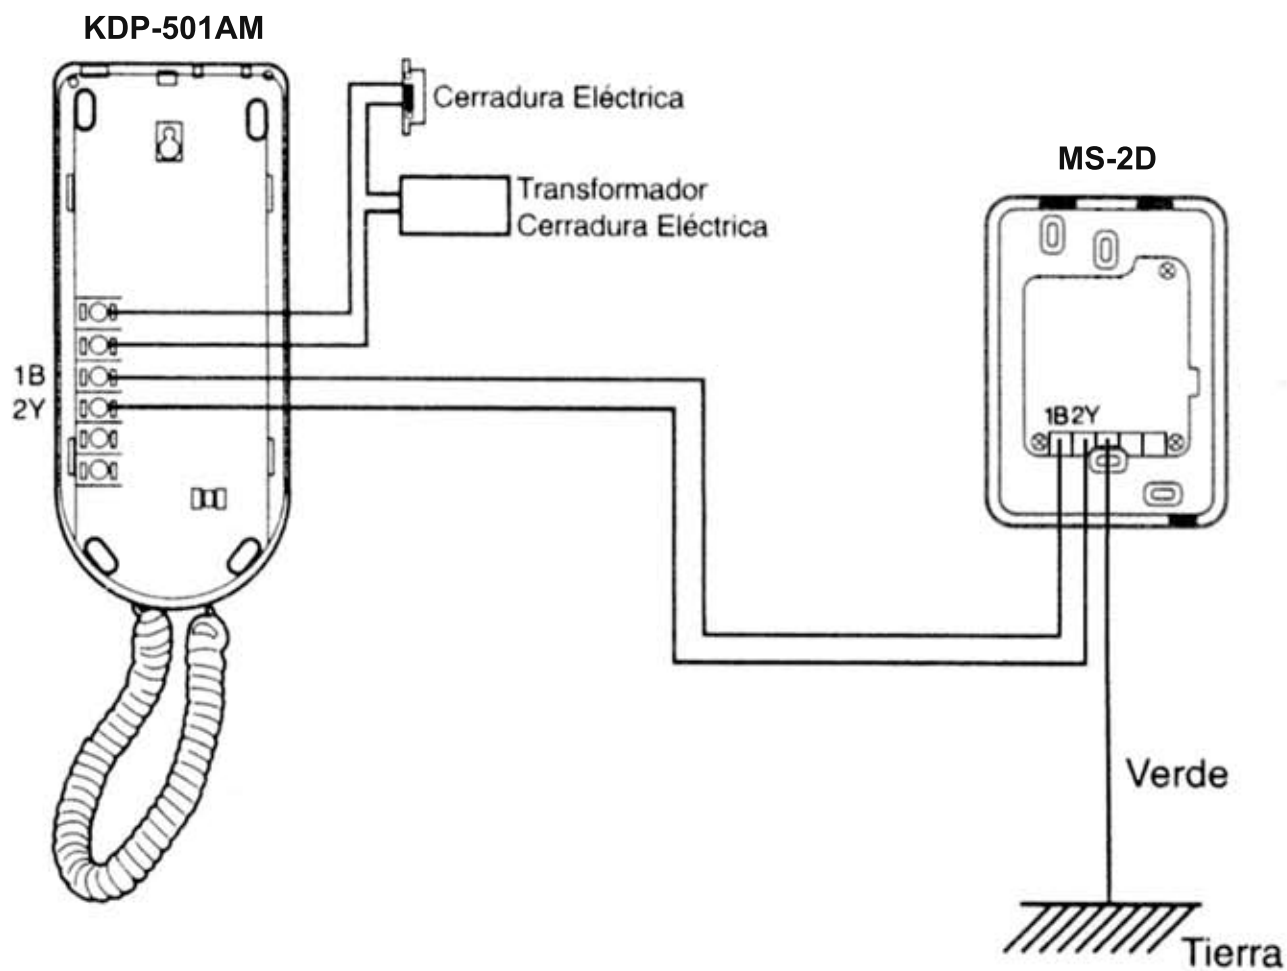 KDP-501AM
Cerradura Eléctrica
MS-2D
Transformador
Cerradura Eléctrica
1B
2Y
1B2Y
Verde
Tierra